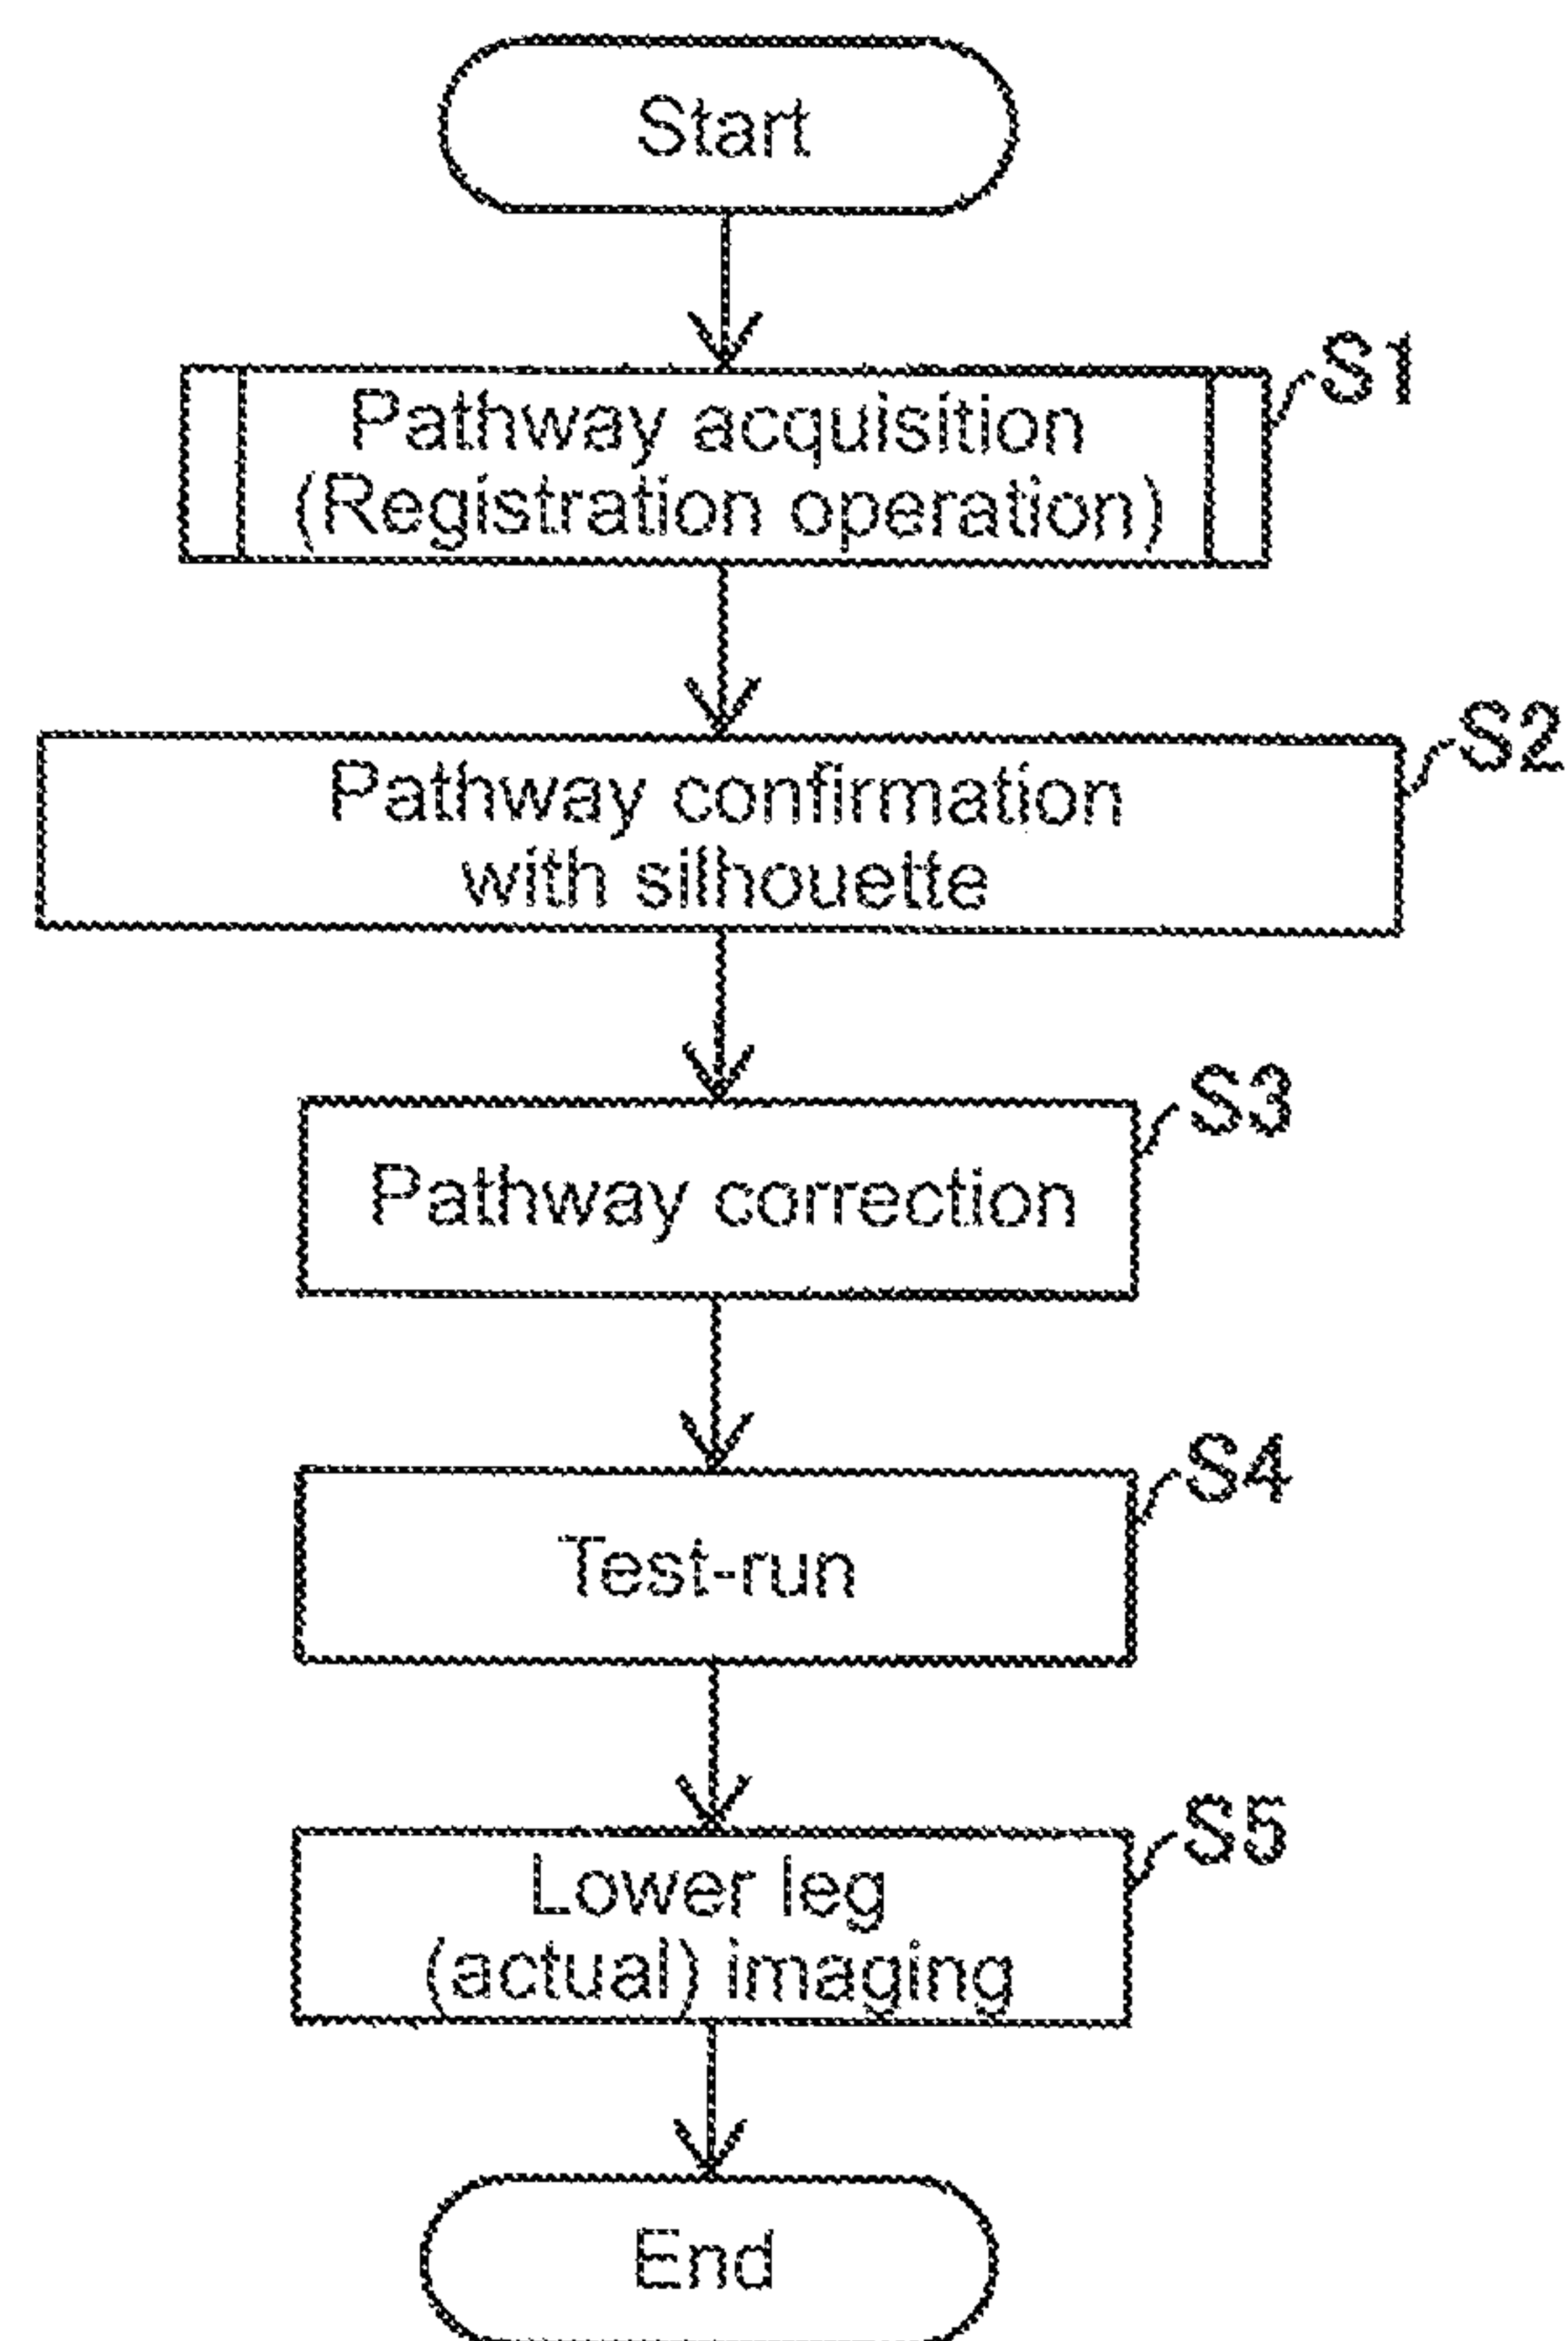 Start
S1
Pathway acquisition
(Registration operation)
S2
Pathway confirmation
with silhouette
S3
Pathway correction
S4
Test-run
S5
Lower leg
(actual) imaging
End